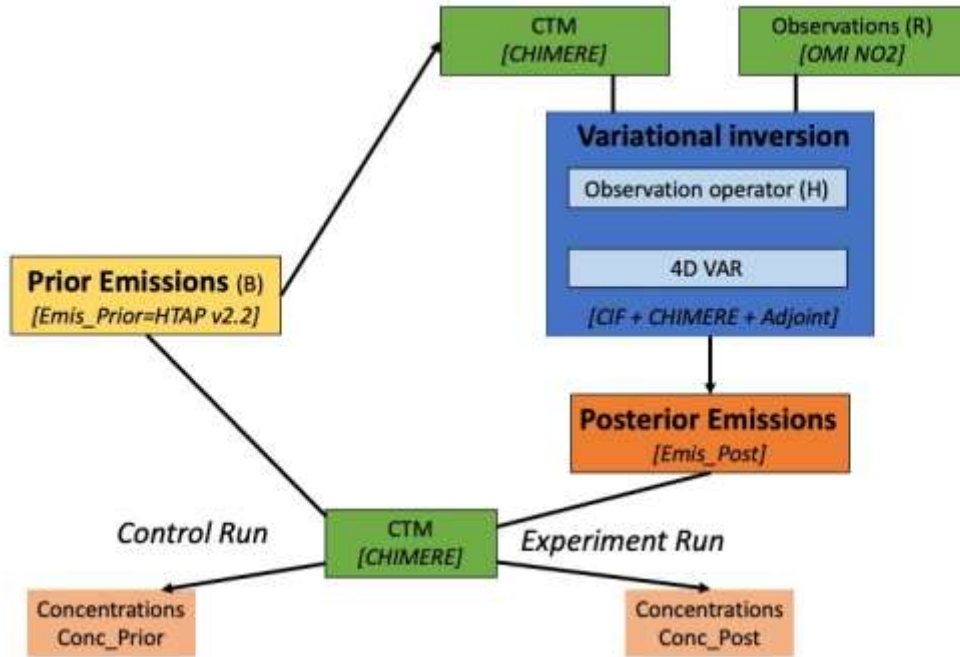 CTM
[CHIMERE]
Observations (R)
[OMI NO2]
Variational inversion
Observation operator (H)
4D VAR
[CIF + CHIMERE + Adjoint]
Prior Emissions (B)
[Emis_Prior=HTAP v2.2]
Posterior Emissions
[Emis_Post]
Control Run
CTM
[CHIMERE]
Experiment Run
Concentrations
Conc_Prior
Concentrations
Conc_Post